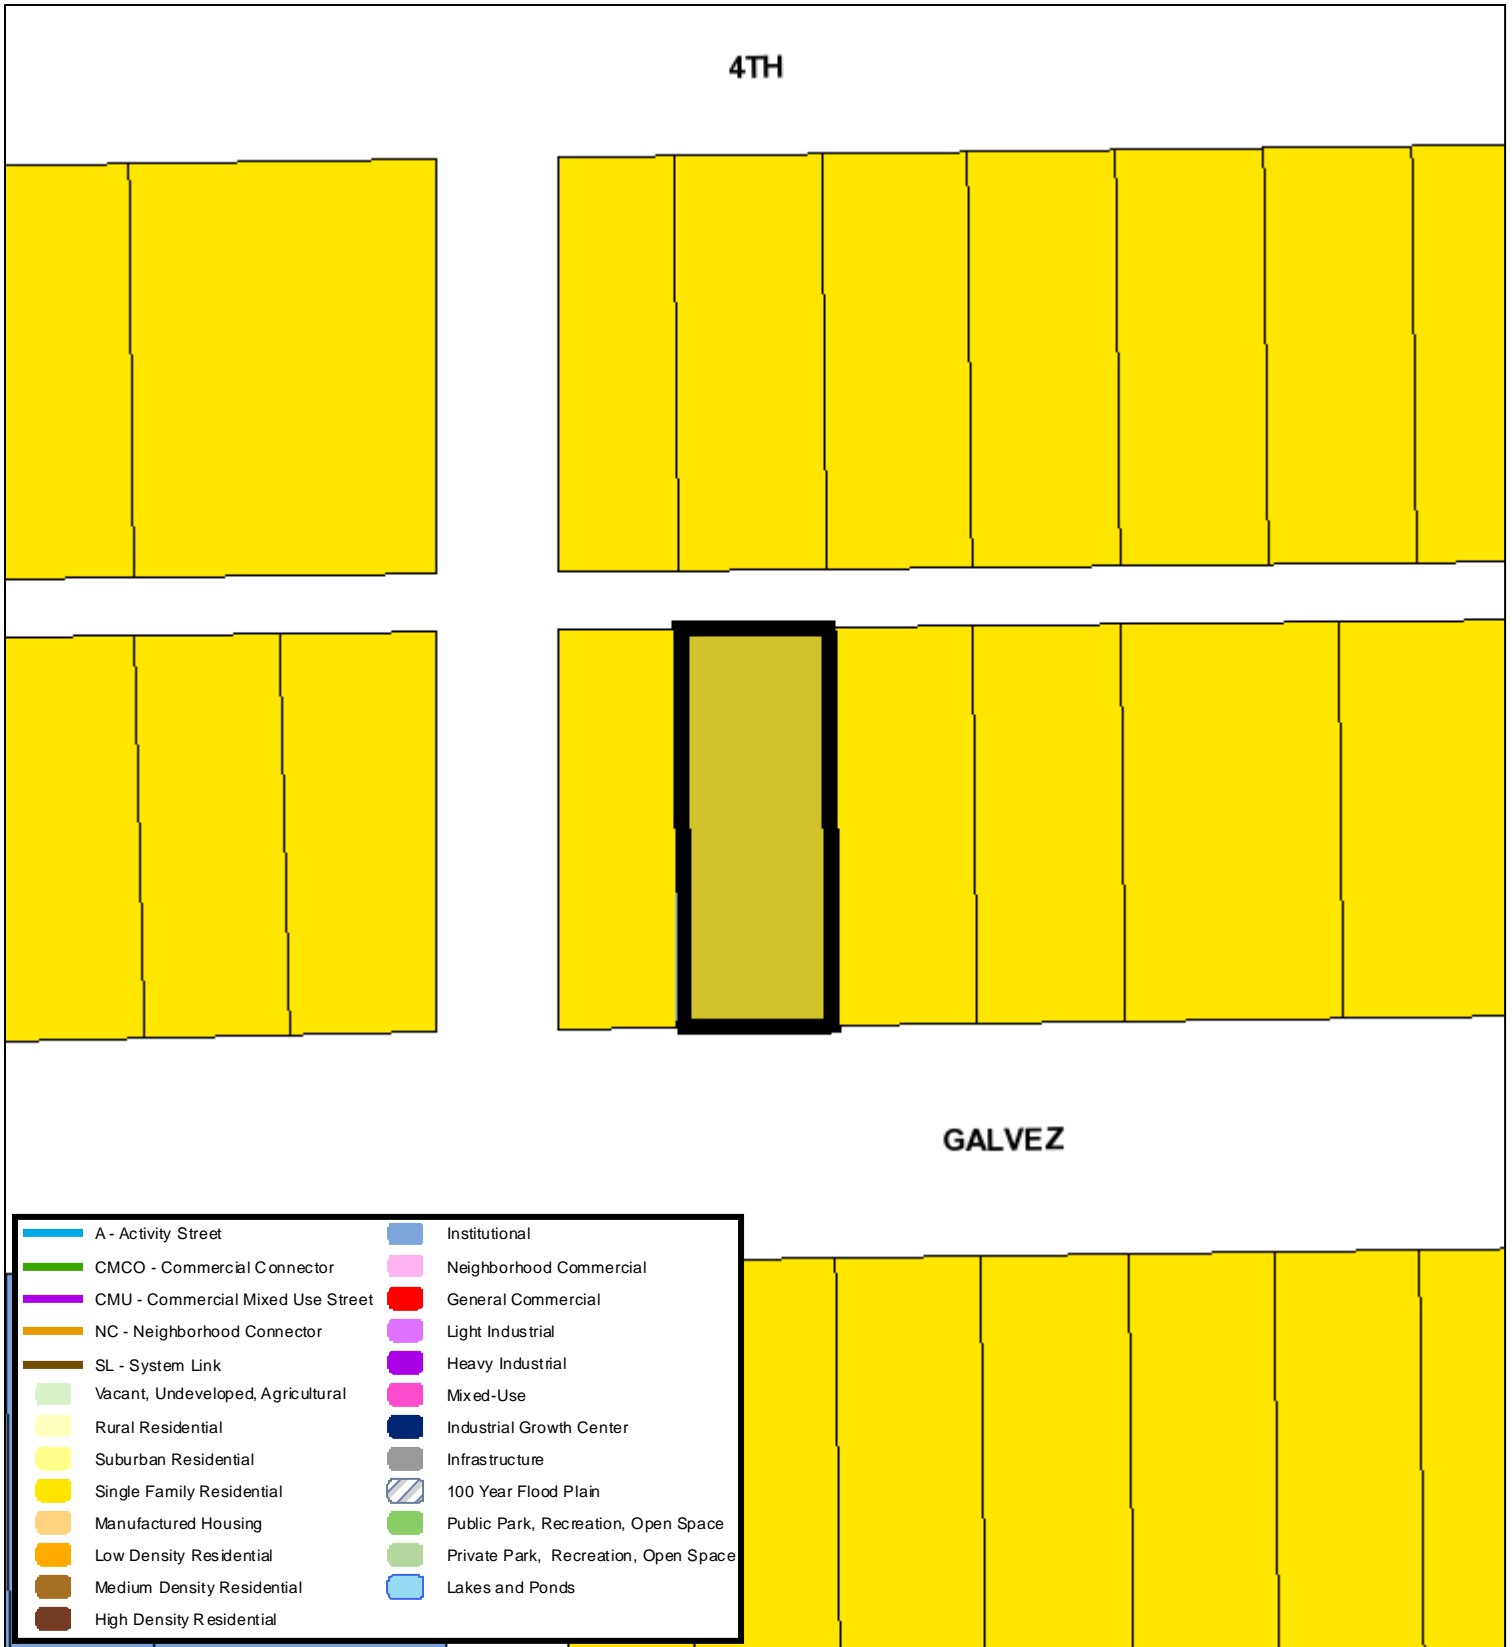 4TH
GALVEZ
A - Activity Street
CMCO - Commercial Connector
CMU - Commercial Mixed Use Street
NC - Neighborhood Connector
SL - System Link
Vacant, Undeveloped, Agricultural
Rural Residential
Suburban Residential
Single Family Residential
Manufactured Housing
Low Density Residential
Medium Density Residential
High Density Residential
Institutional
Neighborhood Commercial
General Commercial
Light Industrial
Heavy Industrial
Mixed-Use
Industrial Growth Center
Infrastructure
100 Year Flood Plain
Public Park, Recreation, Open Space
Private Park, Recreation, Open Space
Lakes and Ponds